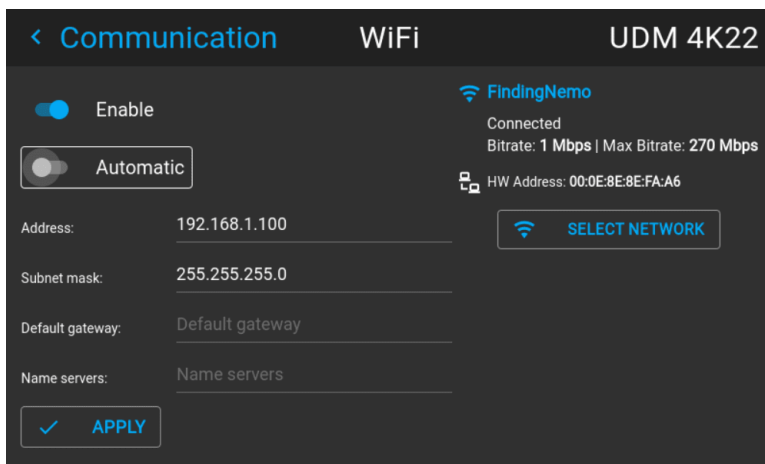 Communication WiFi UDM 4K22
Enable
Automatic
Address: 192.168.1.100
Subnet mask: 255.255.255.0
Default gateway: Default gateway
Name servers: Name servers
APPLY
FindingNemo
Connected
Bitrate: 1 Mbps | Max Bitrate: 270 Mbps
HW Address: 00:0E:8E:8E:FA:A6
SELECT NETWORK